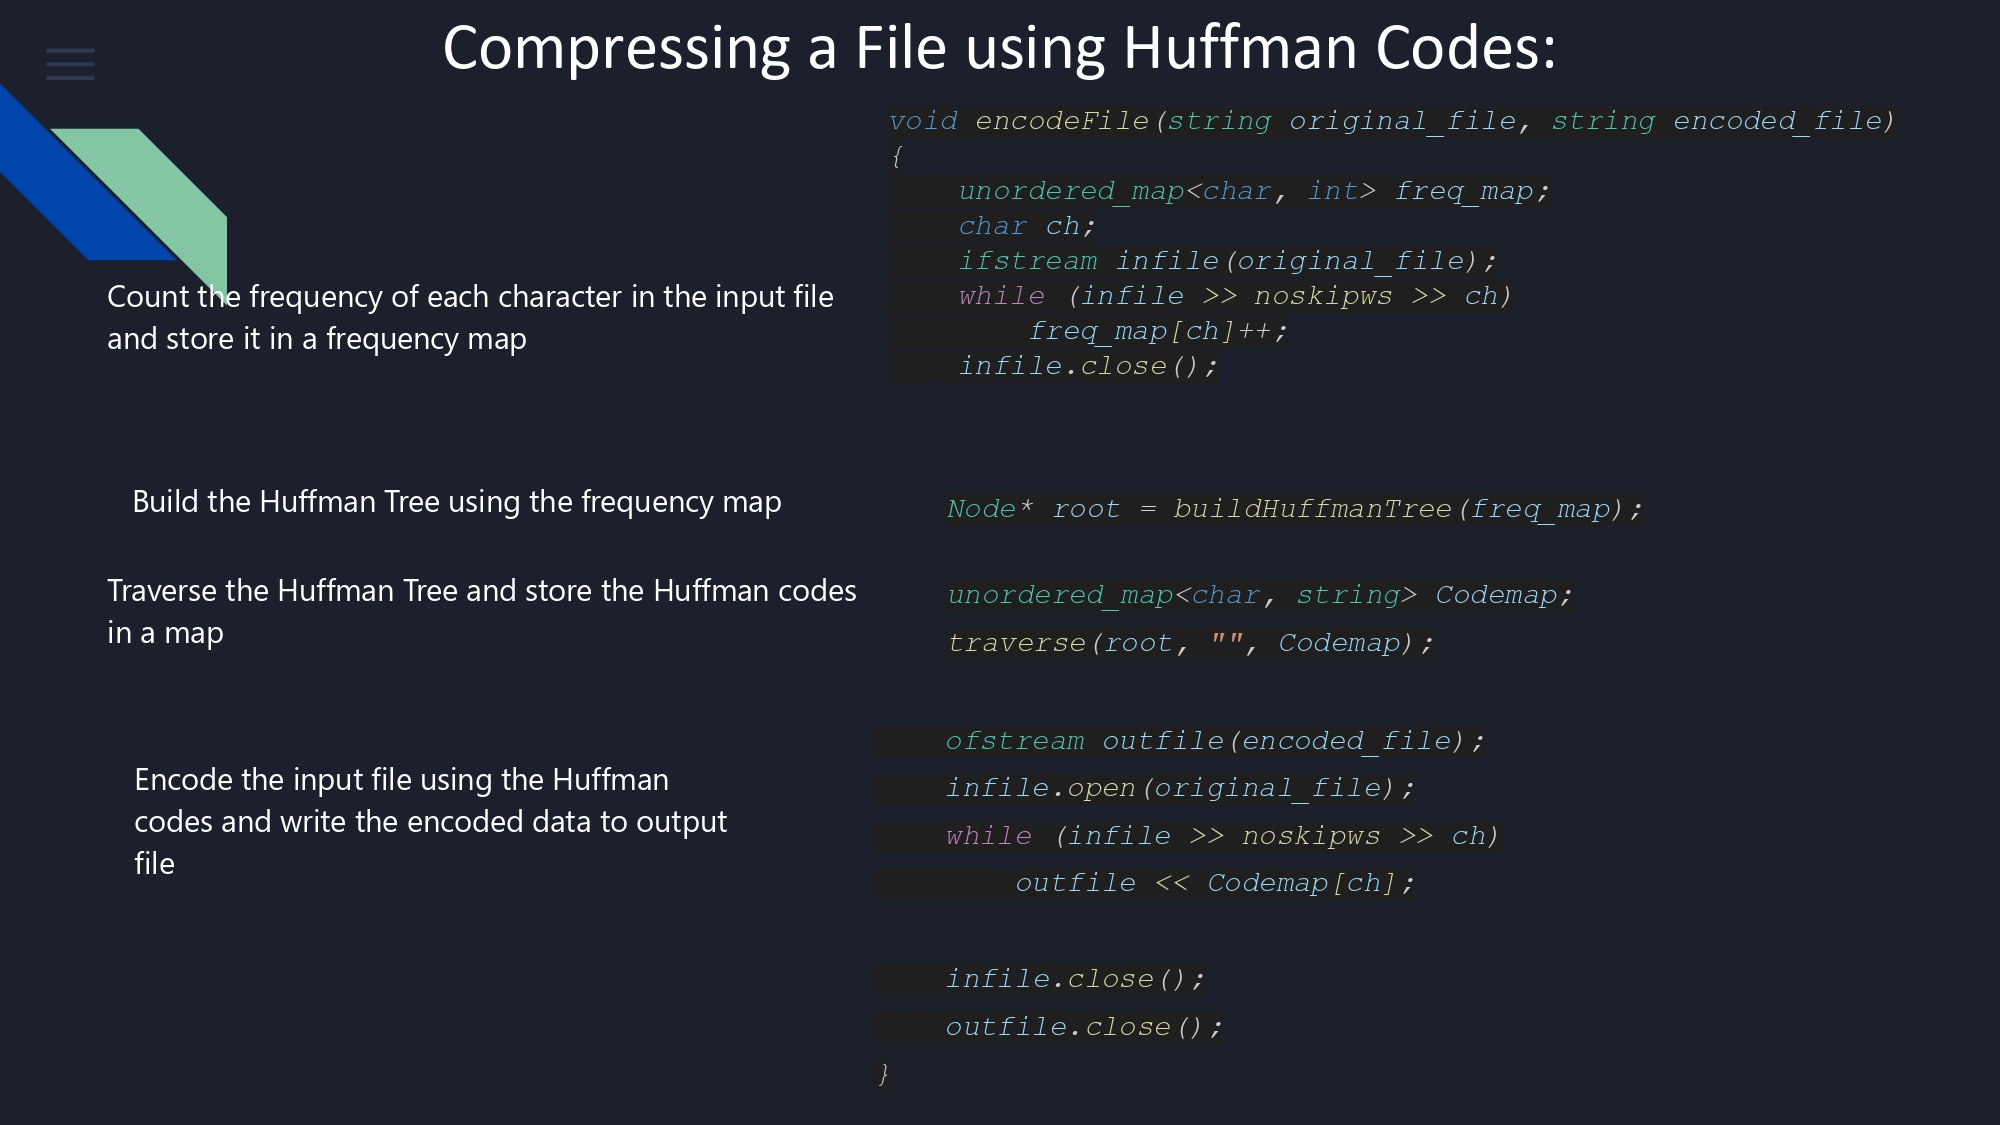 Compressing a File using Huffman Codes:
void encodeFile(string original_file, string encoded_file)
{
    unordered_map<char, int> freq_map;
    char ch;
    ifstream infile(original_file);
    while (infile >> noskipws >> ch)
        freq_map[ch]++;
    infile.close();
Count the frequency of each character in the input file
and store it in a frequency map
Build the Huffman Tree using the frequency map
Node* root = buildHuffmanTree(freq_map);
Traverse the Huffman Tree and store the Huffman codes
in a map
unordered_map<char, string> Codemap;
traverse(root, "", Codemap);
Encode the input file using the Huffman
codes and write the encoded data to output
file
    ofstream outfile(encoded_file);
    infile.open(original_file);
    while (infile >> noskipws >> ch)
        outfile << Codemap[ch];
    infile.close();
    outfile.close();
}